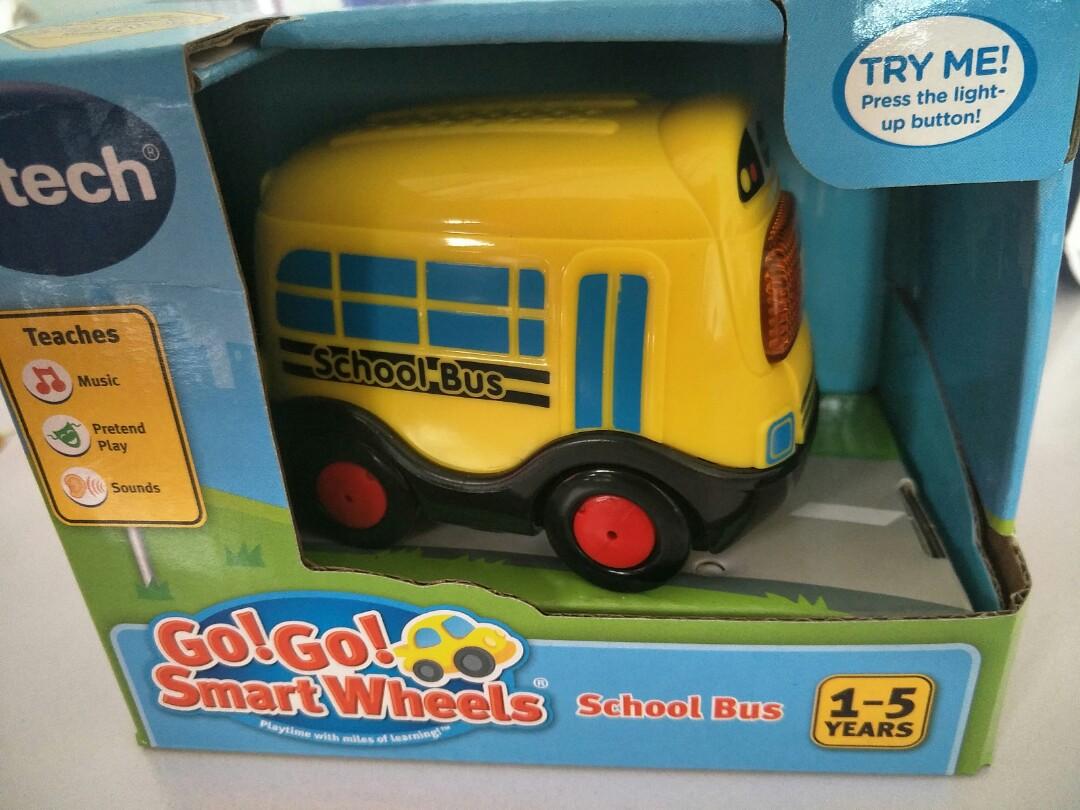 tech®
TRY ME!
Press the light-
up button!
Teaches
Music
Pretend
Play
Sounds
School Bus
Go! Go!
Smart Wheels®
Playtime with miles of learning!™
School Bus
1-5
YEARS